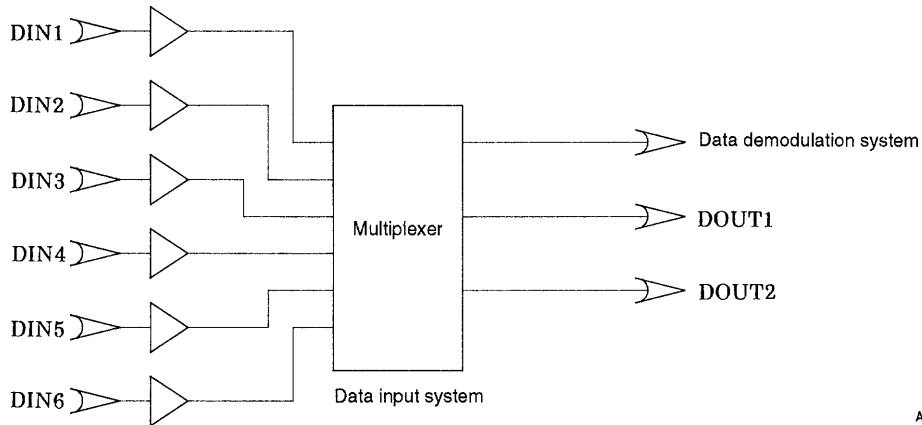 DIN1
DIN2
DIN3
DIN4
DIN5
DIN6
Multiplexer
Data input system
Data demodulation system
DOUT1
DOUT2
A